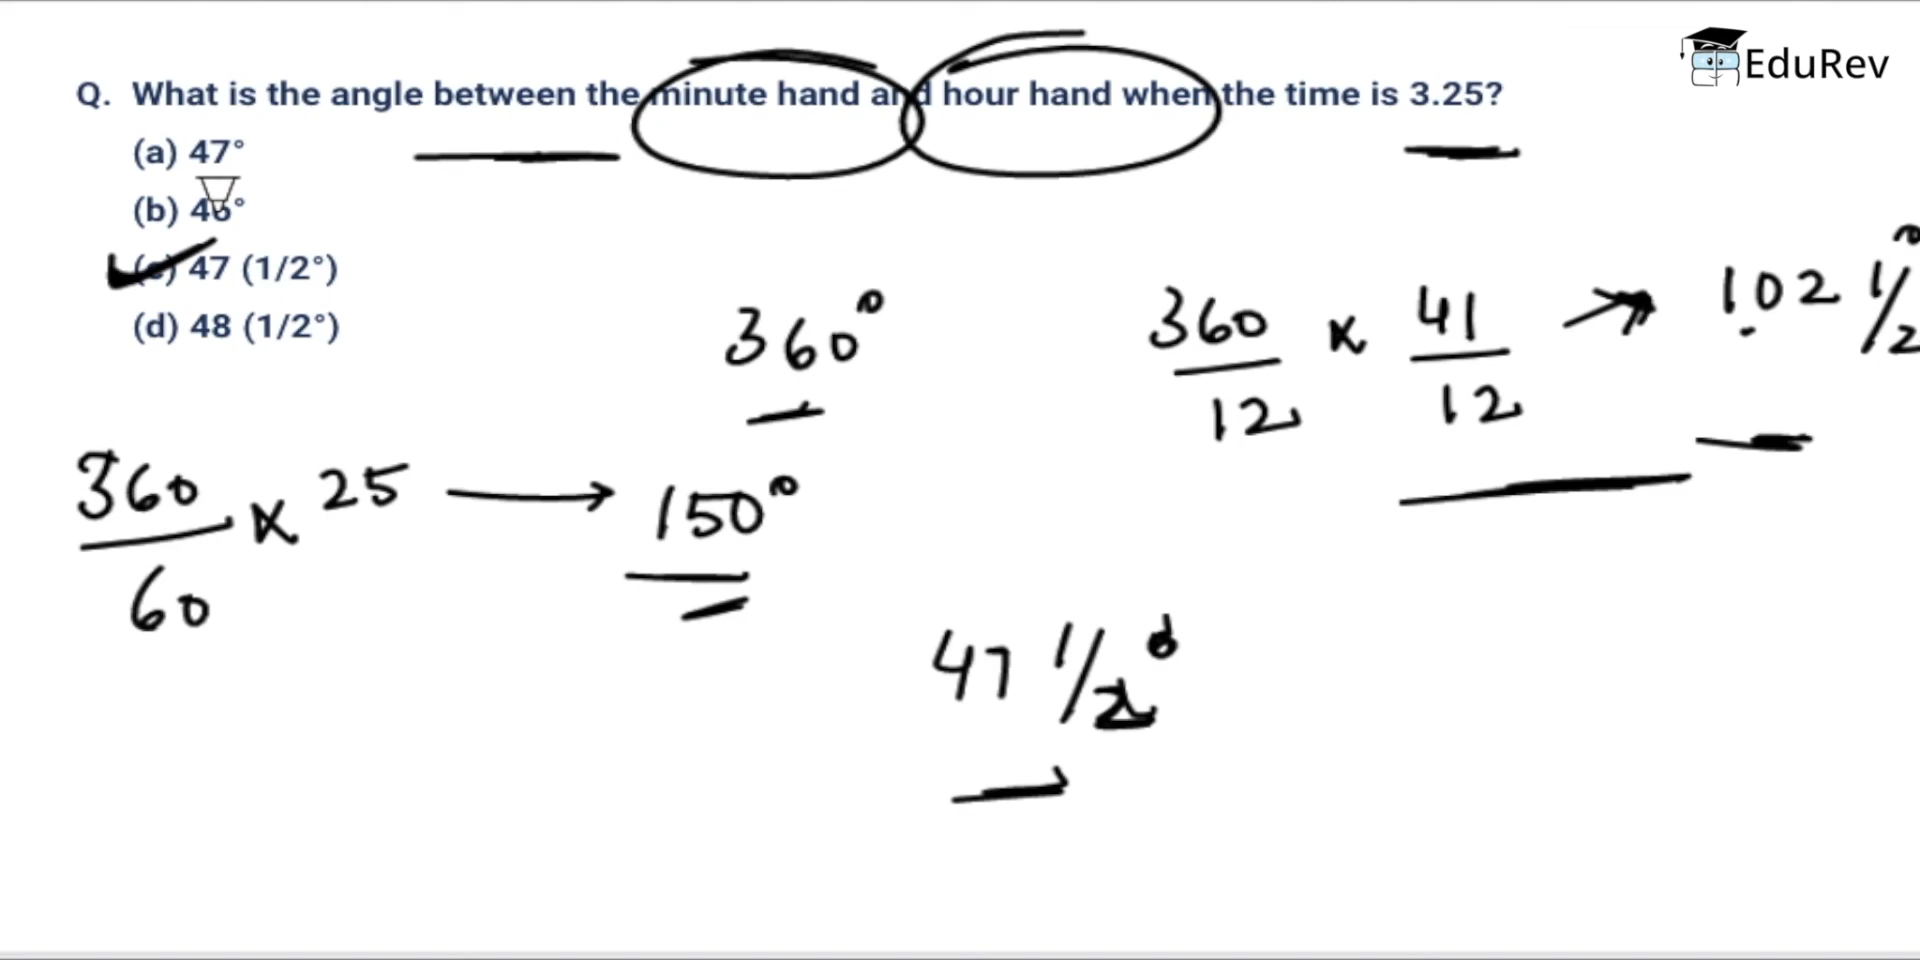 EduRev
Q. What is the angle between the minute hand and hour hand when the time is 3.25?
(a) 47°
(b) 46°
(c) 47 (1/2°)
(d) 48 (1/2°)
360°
360/12 x 41/12 → 102 1/2°
360/60 x 25 → 150°
47 1/2°